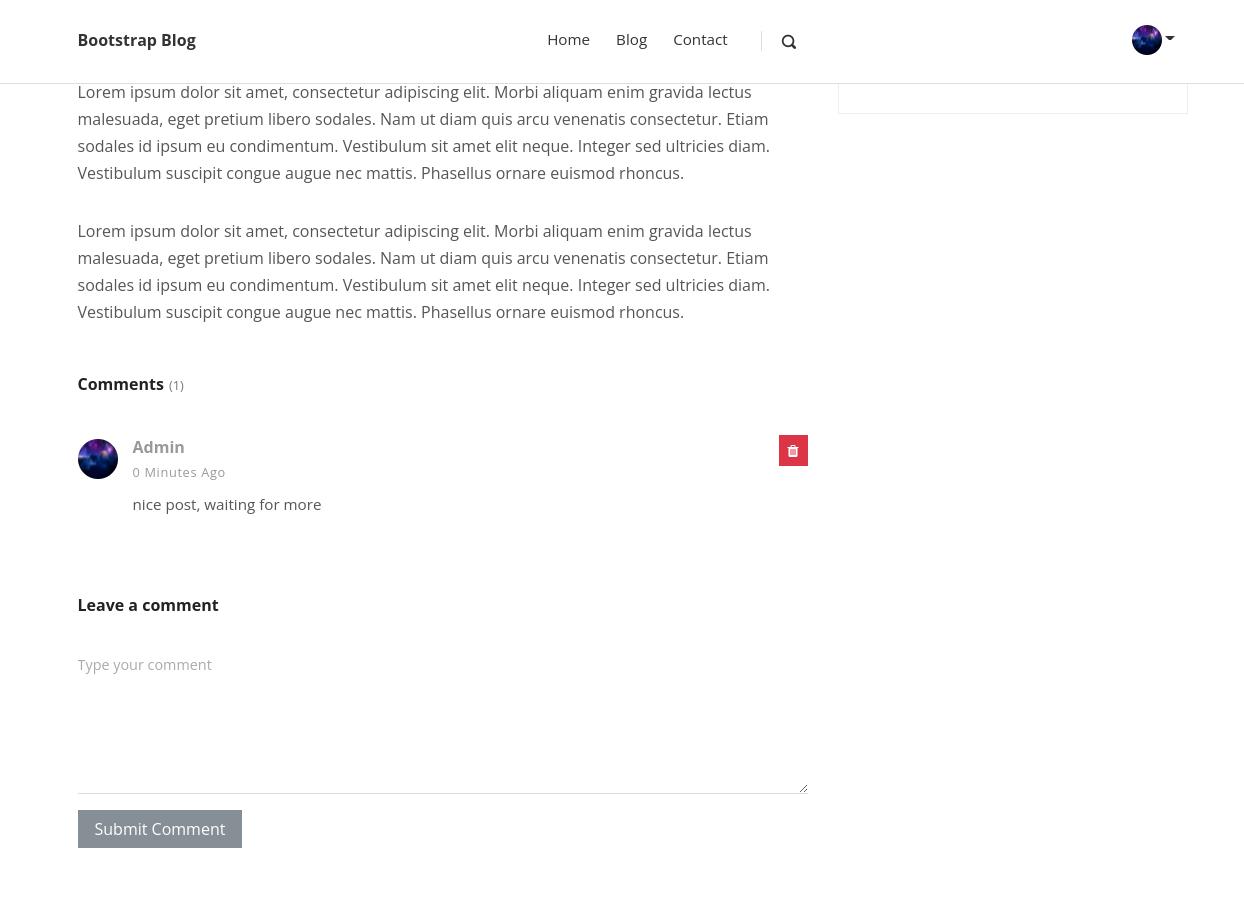 Bootstrap Blog
Home
Blog
Contact
Lorem ipsum dolor sit amet, consectetur adipiscing elit. Morbi aliquam enim gravida lectus
malesuada, eget pretium libero sodales. Nam ut diam quis arcu venenatis consectetur. Etiam
sodales id ipsum eu condimentum. Vestibulum sit amet elit neque. Integer sed ultricies diam.
Vestibulum suscipit congue augue nec mattis. Phasellus ornare euismod rhoncus.
Lorem ipsum dolor sit amet, consectetur adipiscing elit. Morbi aliquam enim gravida lectus
malesuada, eget pretium libero sodales. Nam ut diam quis arcu venenatis consectetur. Etiam
sodales id ipsum eu condimentum. Vestibulum sit amet elit neque. Integer sed ultricies diam.
Vestibulum suscipit congue augue nec mattis. Phasellus ornare euismod rhoncus.
Comments (1)
Admin
0 Minutes Ago
nice post, waiting for more
Leave a comment
Type your comment
Submit Comment